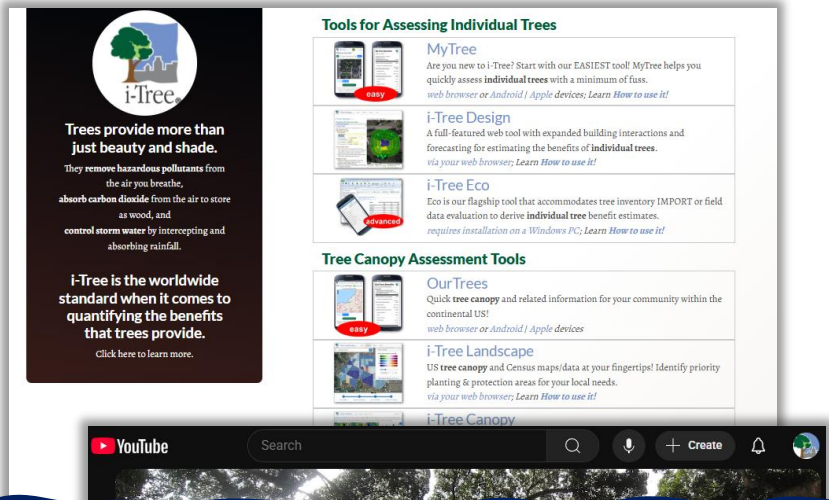 i-Tree®
Trees provide more than
just beauty and shade.
They remove hazardous pollutants from
the air you breathe,
absorb carbon dioxide from the air to store
as wood, and
control storm water by intercepting and
absorbing rainfall.
i-Tree is the worldwide
standard when it comes to
quantifying the benefits
that trees provide.
Click here to learn more.
Tools for Assessing Individual Trees
easy
MyTree
Are you new to i-Tree? Start with our EASIEST tool! MyTree helps you
quickly assess individual trees with a minimum of fuss.
web browser or Android | Apple devices; Learn How to use it!
i-Tree Design
A full-featured web tool with expanded building interactions and
forecasting for estimating the benefits of individual trees.
via your web browser; Learn How to use it!
advanced
i-Tree Eco
Eco is our flagship tool that accommodates tree inventory IMPORT or field
data evaluation to derive individual tree benefit estimates.
requires installation on a Windows PC; Learn How to use it!
Tree Canopy Assessment Tools
easy
OurTrees
Quick tree canopy and related information for your community within the
continental US!
web browser or Android | Apple devices
i-Tree Landscape
US tree canopy and Census maps/data at your fingertips! Identify priority
planting & protection areas for your local needs.
via your web browser; Learn How to use it!
i-Tree Canopy
YouTube
Search
Create